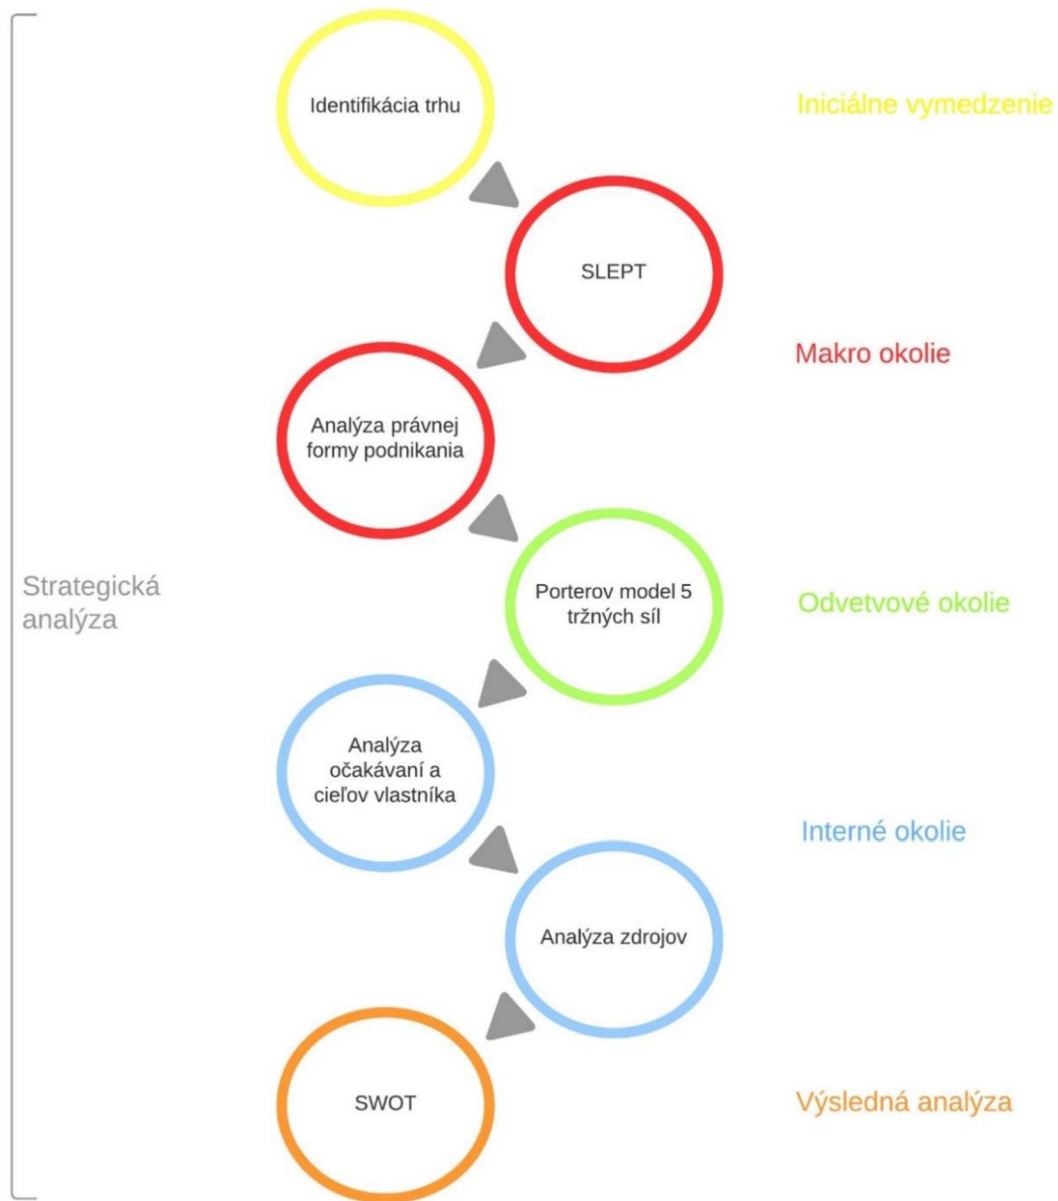 Identifikácia trhu
Iniciálne vymedzenie
SLEPT
Makro okolie
Analýza právnej
formy podnikania
Strategická
analýza
Porterov model 5
tržných síl
Odvetvové okolie
Analýza
očakávaní a
cieľov vlastníka
Interné okolie
Analýza zdrojov
SWOT
Výsledná analýza